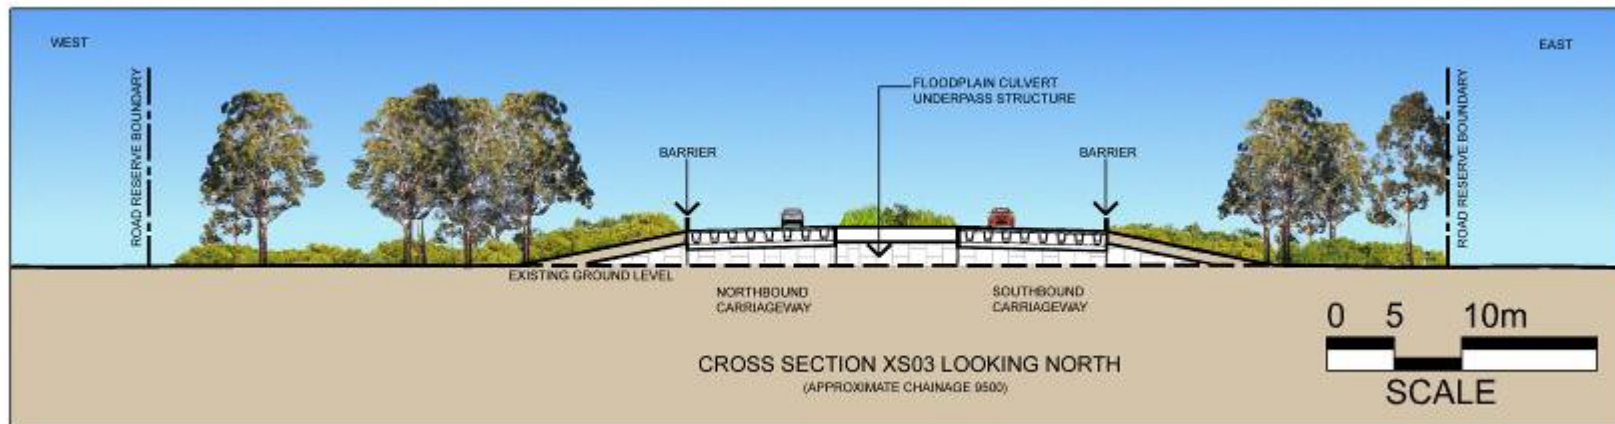 WEST
EAST
ROAD RESERVE BOUNDARY
FLOODPLAIN CULVERT
UNDERPASS STRUCTURE
ROAD RESERVE BOUNDARY
BARRIER
BARRIER
EXISTING GROUND LEVEL
NORTHBOUND
CARRIAGEWAY
SOUTHBOUND
CARRIAGEWAY
0 5 10m
SCALE
CROSS SECTION XS03 LOOKING NORTH
(APPROXIMATE CHAINAGE 9500)